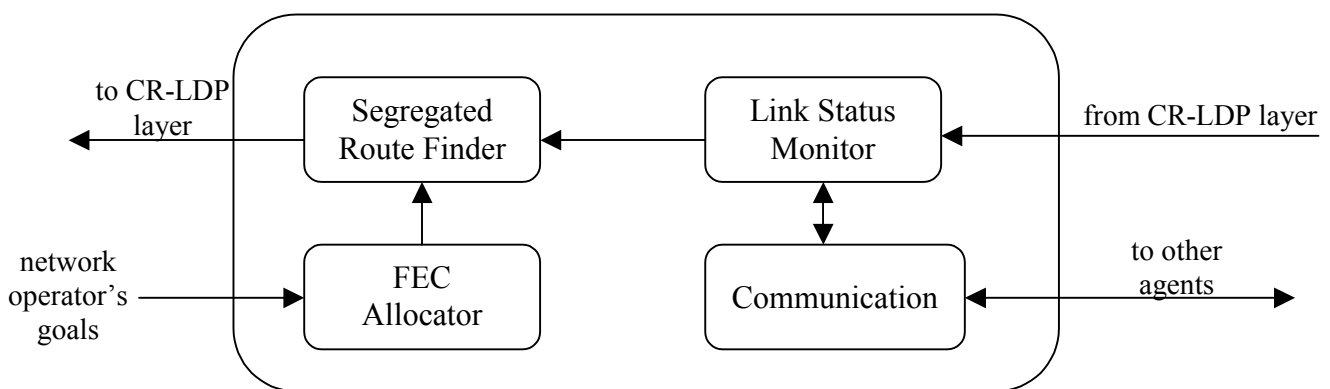 to CR-LDP
layer
Segregated
Route Finder
Link Status
Monitor
from CR-LDP layer
network
operator’s
goals
FEC
Allocator
Communication
to other
agents